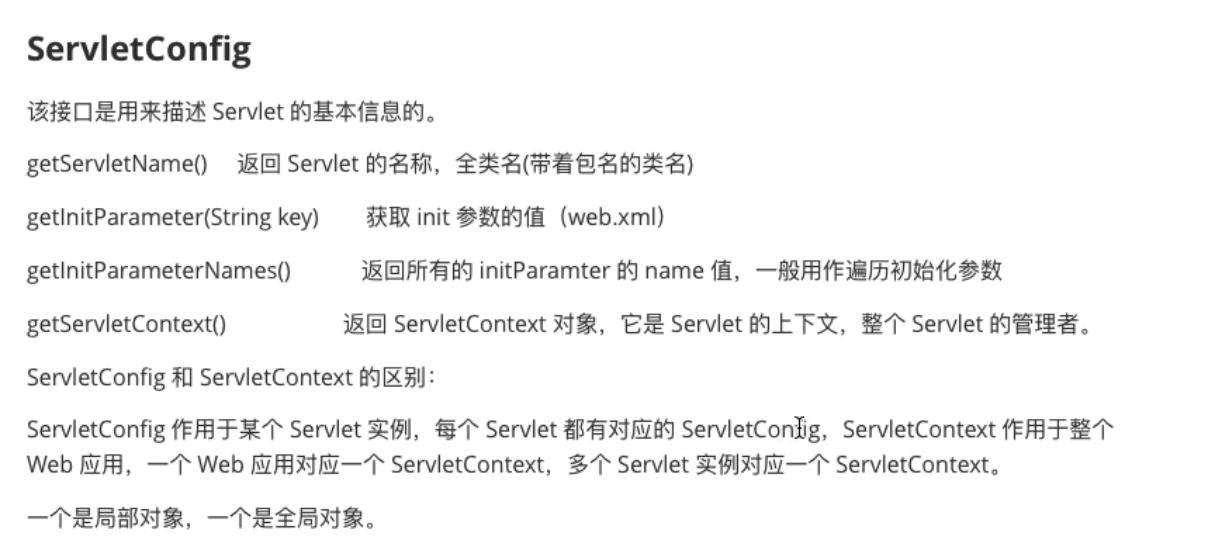 ServletConfig
该接口是用来描述 Servlet 的基本信息的。
getServletName() 返回 Servlet 的名称，全类名(带着包名的类名)
getInitParameter(String key) 获取 init 参数的值（web.xml）
getInitParameterNames() 返回所有的 initParamter 的 name 值，一般用作遍历初始化参数
getServletContext() 返回 ServletContext 对象，它是 Servlet 的上下文，整个 Servlet 的管理者。
ServletConfig 和 ServletContext 的区别：
ServletConfig 作用于某个 Servlet 实例，每个 Servlet 都有对应的 ServletConfig，ServletContext 作用于整个
Web 应用，一个 Web 应用对应一个 ServletContext，多个 Servlet 实例对应一个 ServletContext。
一个是局部对象，一个是全局对象。